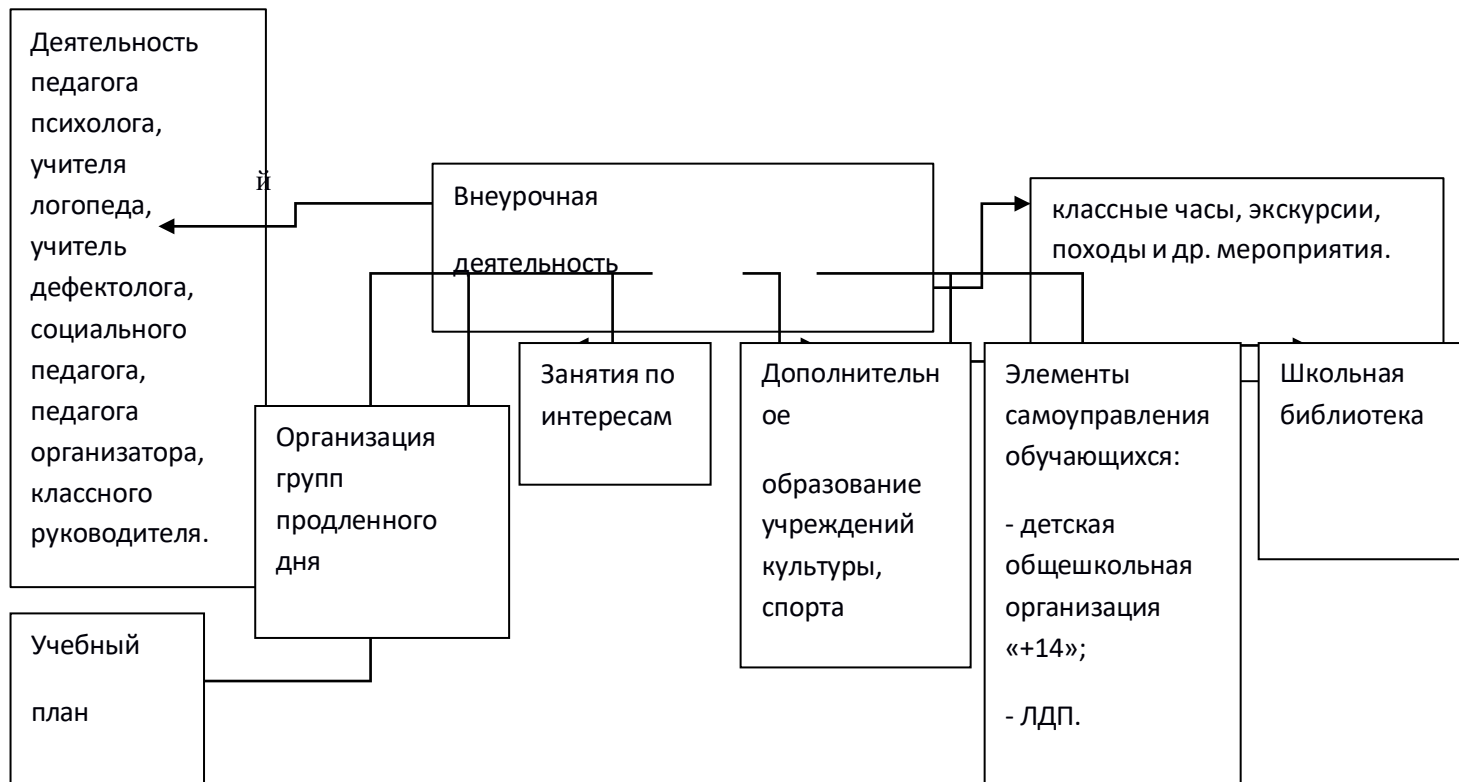 Деятельность
педагога
психолога,
учителя
логопеда,
учитель
дефектолога,
социального
педагога,
педагога
организатора,
классного
руководителя.
й
Внеурочная
деятельность
классные часы, экскурсии,
походы и др. мероприятия.
Организация
групп
продленного
дня
Занятия по
интересам
Дополнительн
ое
образование
учреждений
культуры,
спорта
Элементы
самоуправления
обучающихся:
- детская
общешкольная
организация
«+14»;
- ЛДП.
Школьная
библиотека
Учебный
план